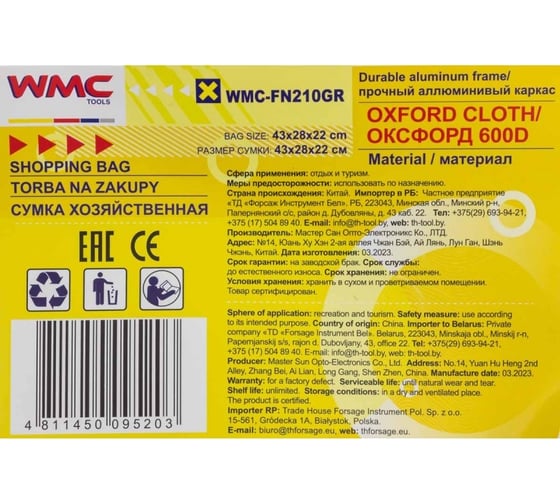 WMC
TOOLS
WMC-FN210GR
BAG SIZE: 43x28x22 cm
РАЗМЕР СУМКИ: 43x28x22 см
Durable aluminum frame/
прочный аллюминивый каркас
OXFORD CLOTH/
ОКСФОРД 600D
Material / материал
SHOPPING BAG
TORBA NA ZAKUPY
СУМКА ХОЗЯЙСТВЕННАЯ
EAC CE
4 811450 095203
Сфера применения: отдых и туризм.
Меры предосторожности: использовать по назначению.
Страна происхождения: Китай. Импортер в РБ: Частное предприятие
«ТД «Форсаж Инструмент Бел». РБ, 223043, Минская обл., Минский р-н,
Папернянский с/с, район д. Дубовляны, д. 43 каб. 22. Tel./ +375(29) 693-94-21,
+375 (17) 504 89 40. E-mail: info@th-tool.by, web: th-tool.by.
Производитель: Мастер Сан Опто-Электроникс Ко., ЛТД.
Адрес: №14, Юань Ху Хэн 2-ая аллея Чжан Бэй, Ай Лянь, Лун Ган, Шэнь
Чжэнь, Китай. Дата изготовления: 03.2023.
Гарантия: на заводской брак. Срок службы:
до естественного износа. Срок хранения: не ограничен.
Условия хранения: хранить в сухом и проветриваемом помещении.
Товар сертифицирован.
Sphere of application: recreation and tourism. Safety measure: use according
to its intended purpose. Country of origin: China. Importer to Belarus: Private
company «TD «Forsage Instrument Bel». Belarus, 223043, Minskaja obl., Minskij r-n,
Papernjanskij s/s, rajon d. Dubovljany, 43, office 22. Tel./ +375(29) 693-94-21,
+375 (17) 504 89 40. E-mail: info@th-tool.by, web: th-tool.by.
Producer: Master Sun Opto-Electronics Co., LTD. Address: No.14, Yuan Hu Heng 2nd
Alley, Zhang Bei, Ai Lian, Long Gang, Shen Zhen, China. Manufacture date: 03.2023.
Warranty: for a factory defect. Serviceable life: until natural wear and tear.
Shelf life: unlimited. Storage conditions: in a dry and ventilated place.
The product is certified.
Importer RP: Trade House Forsage Instrument Pol Sp. Z.o.o.
15-561, Gródecka 1A, Białystok, Polska.
E-mail: biuro@thforsage.eu, web: thforsage.eu.